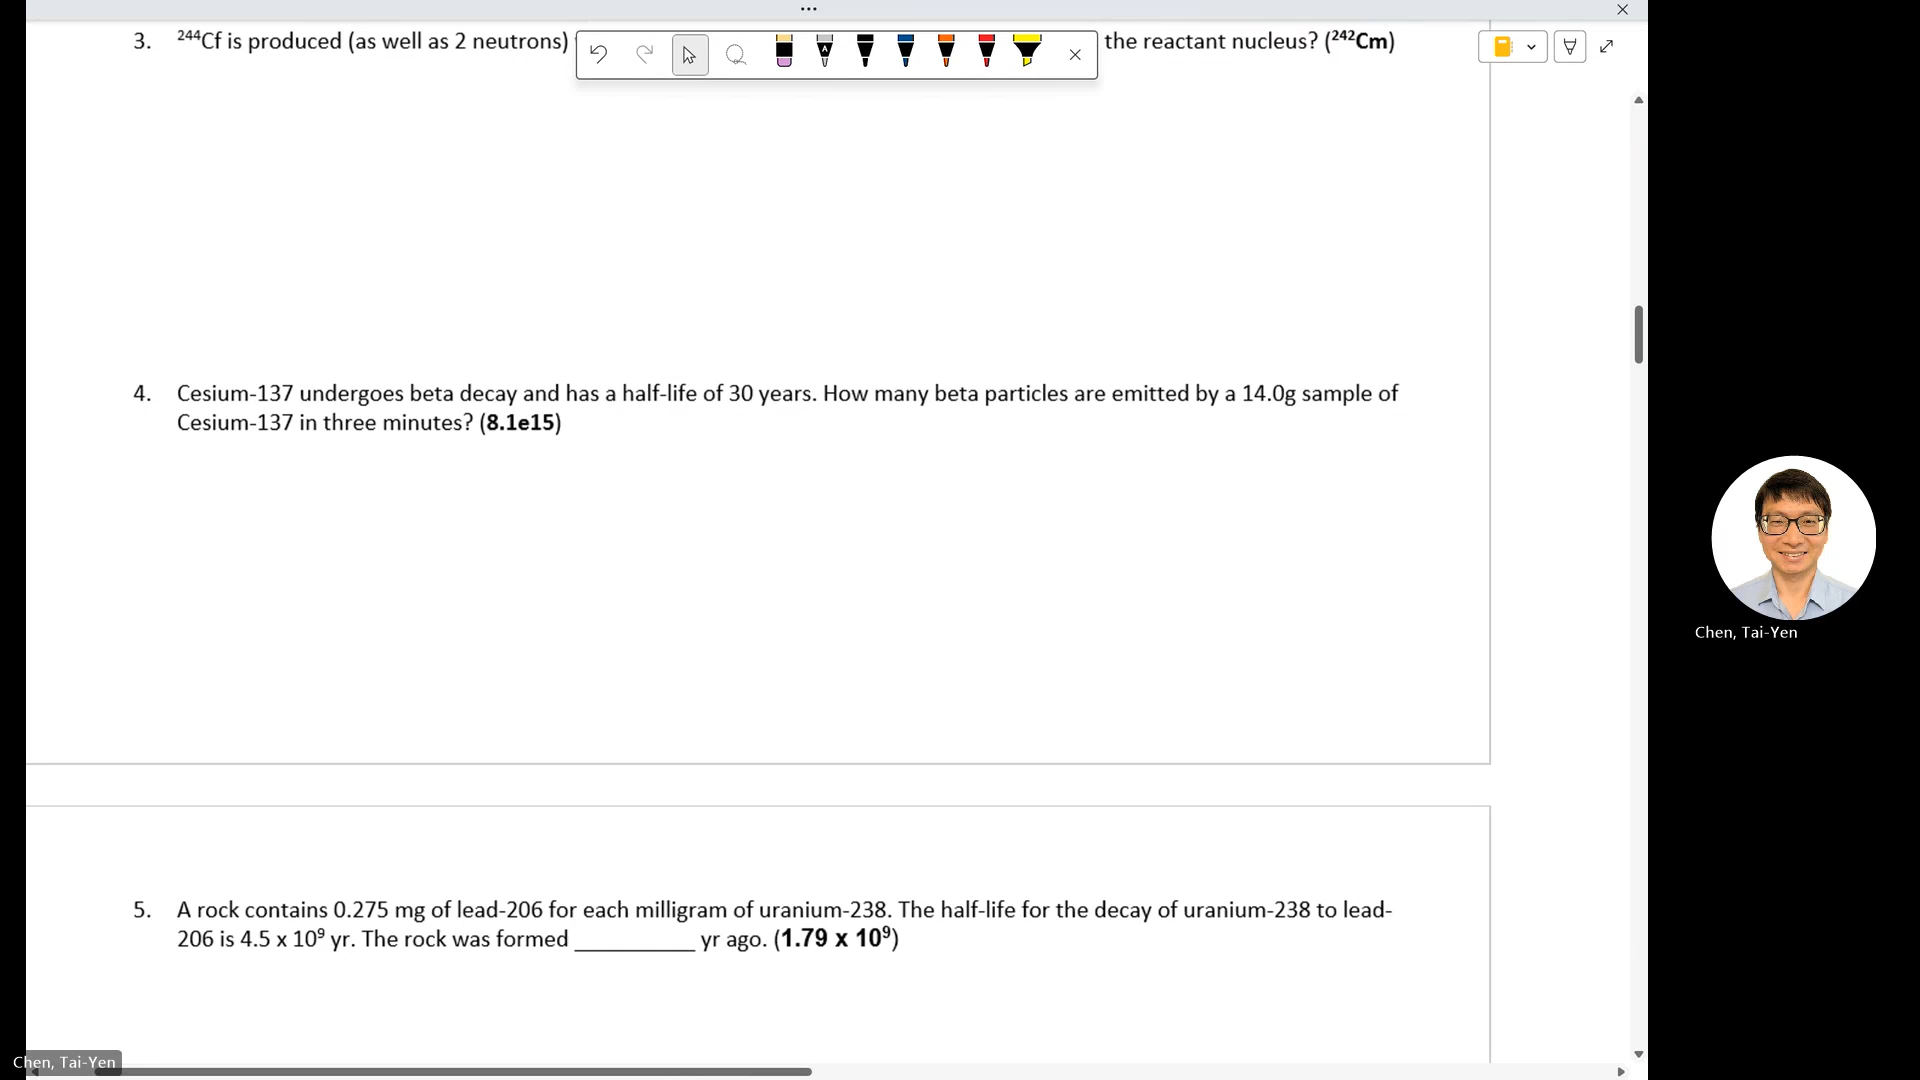 3. ²⁴⁴Cf is produced (as well as 2 neutrons) the reactant nucleus? (²⁴²Cm)
4. Cesium-137 undergoes beta decay and has a half-life of 30 years. How many beta particles are emitted by a 14.0g sample of
Cesium-137 in three minutes? (8.1e15)
Chen, Tai-Yen
5. A rock contains 0.275 mg of lead-206 for each milligram of uranium-238. The half-life for the decay of uranium-238 to lead-
206 is 4.5 x 10⁹ yr. The rock was formed __________ yr ago. (1.79 x 10⁹)
Chen, Tai-Yen